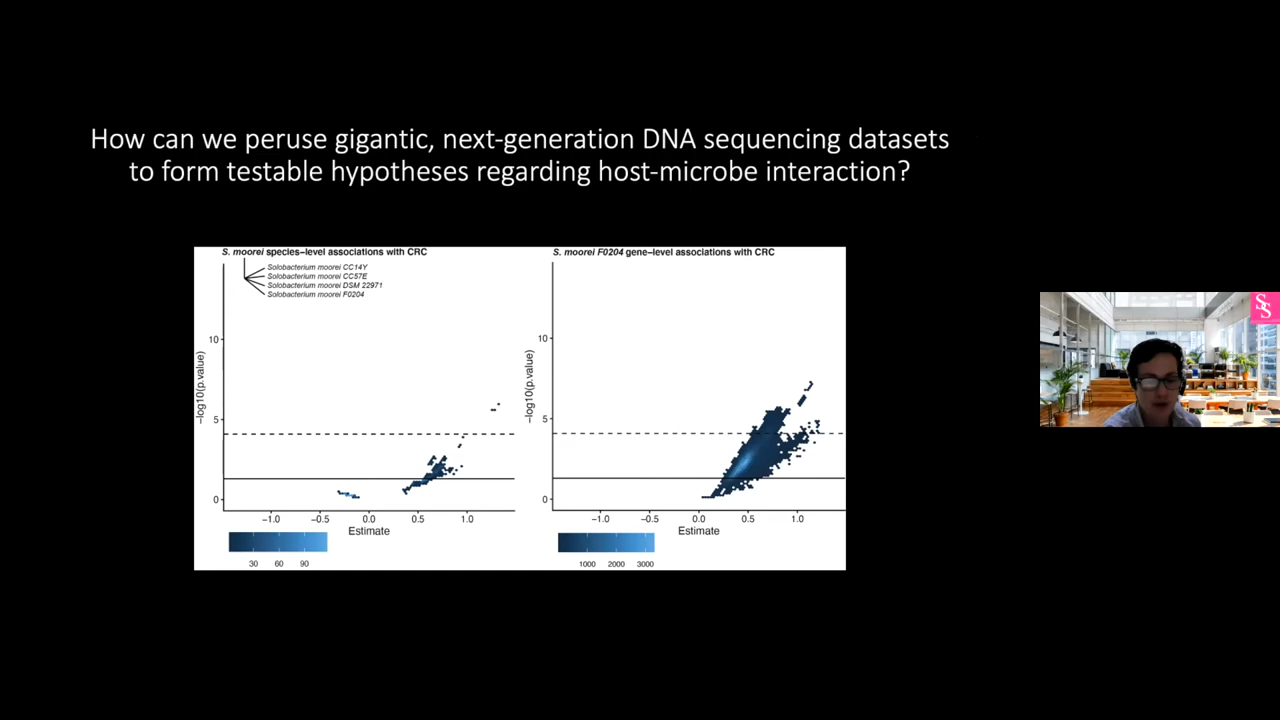 How can we peruse gigantic, next-generation DNA sequencing datasets
to form testable hypotheses regarding host-microbe interaction?
S. moorei species–level associations with CRC
Solobacterium moorei CC14Y
Solobacterium moorei CC57E
Solobacterium moorei DSM 22971
Solobacterium moorei F0204
10
5
0
−log10(p.value)
−1.0 −0.5 0.0 0.5 1.0
Estimate
30 60 90
S. moorei F0204 gene–level associations with CRC
10
5
0
−log10(p.value)
−1.0 −0.5 0.0 0.5 1.0
Estimate
1000 2000 3000
SS